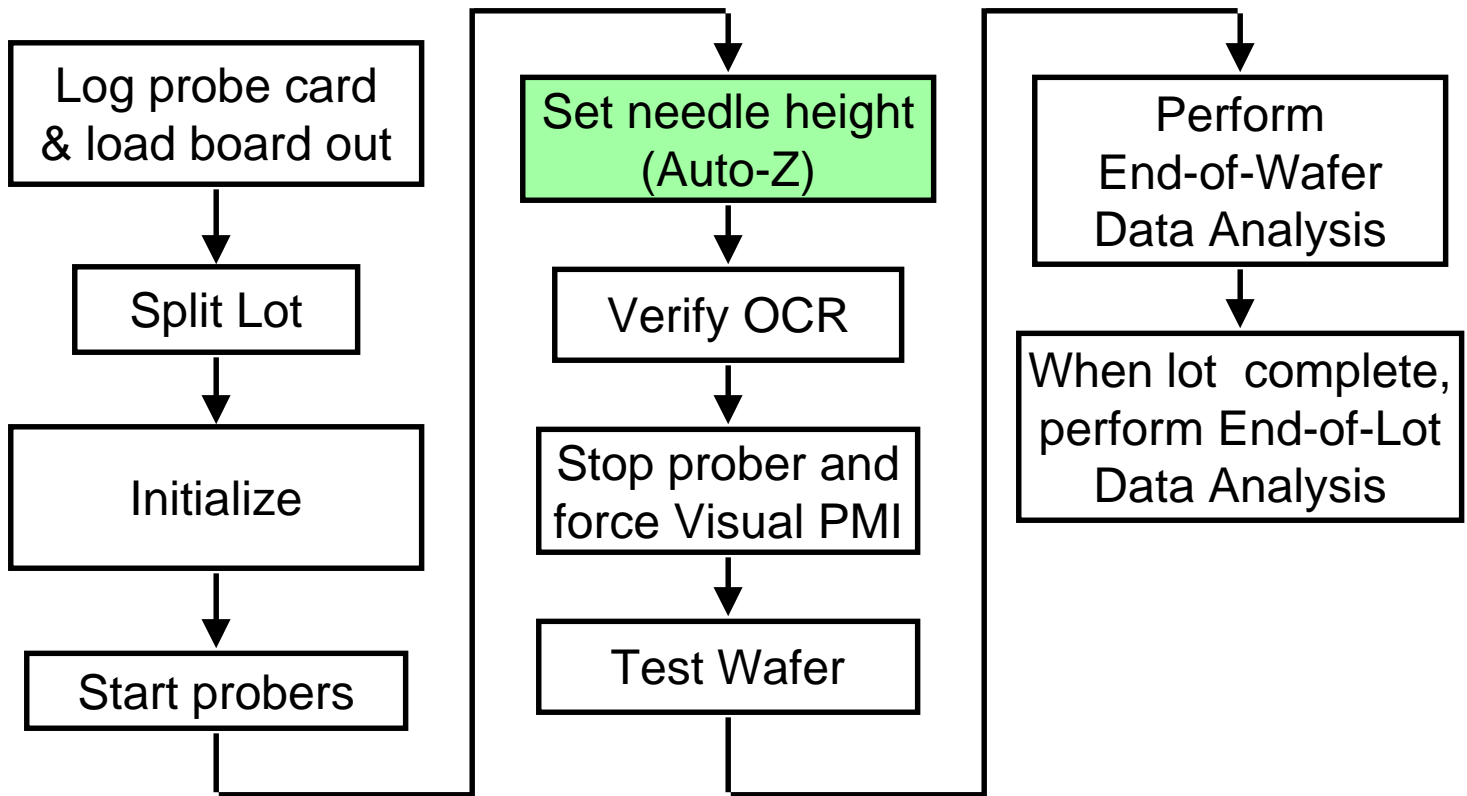 Log probe card
& load board out
Split Lot
Initialize
Start probers
Set needle height
(Auto-Z)
Verify OCR
Stop prober and
force Visual PMI
Test Wafer
Perform
End-of-Wafer
Data Analysis
When lot  complete,
perform End-of-Lot
Data Analysis